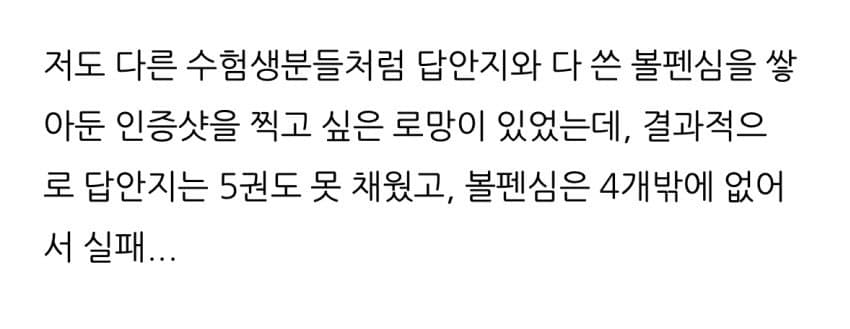 저도 다른 수험생분들처럼 답안지와 다 쓴 볼펜심을 쌓
아둔 인증샷을 찍고 싶은 로망이 있었는데, 결과적으
로 답안지는 5권도 못 채웠고, 볼펜심은 4개밖에 없어
서 실패...